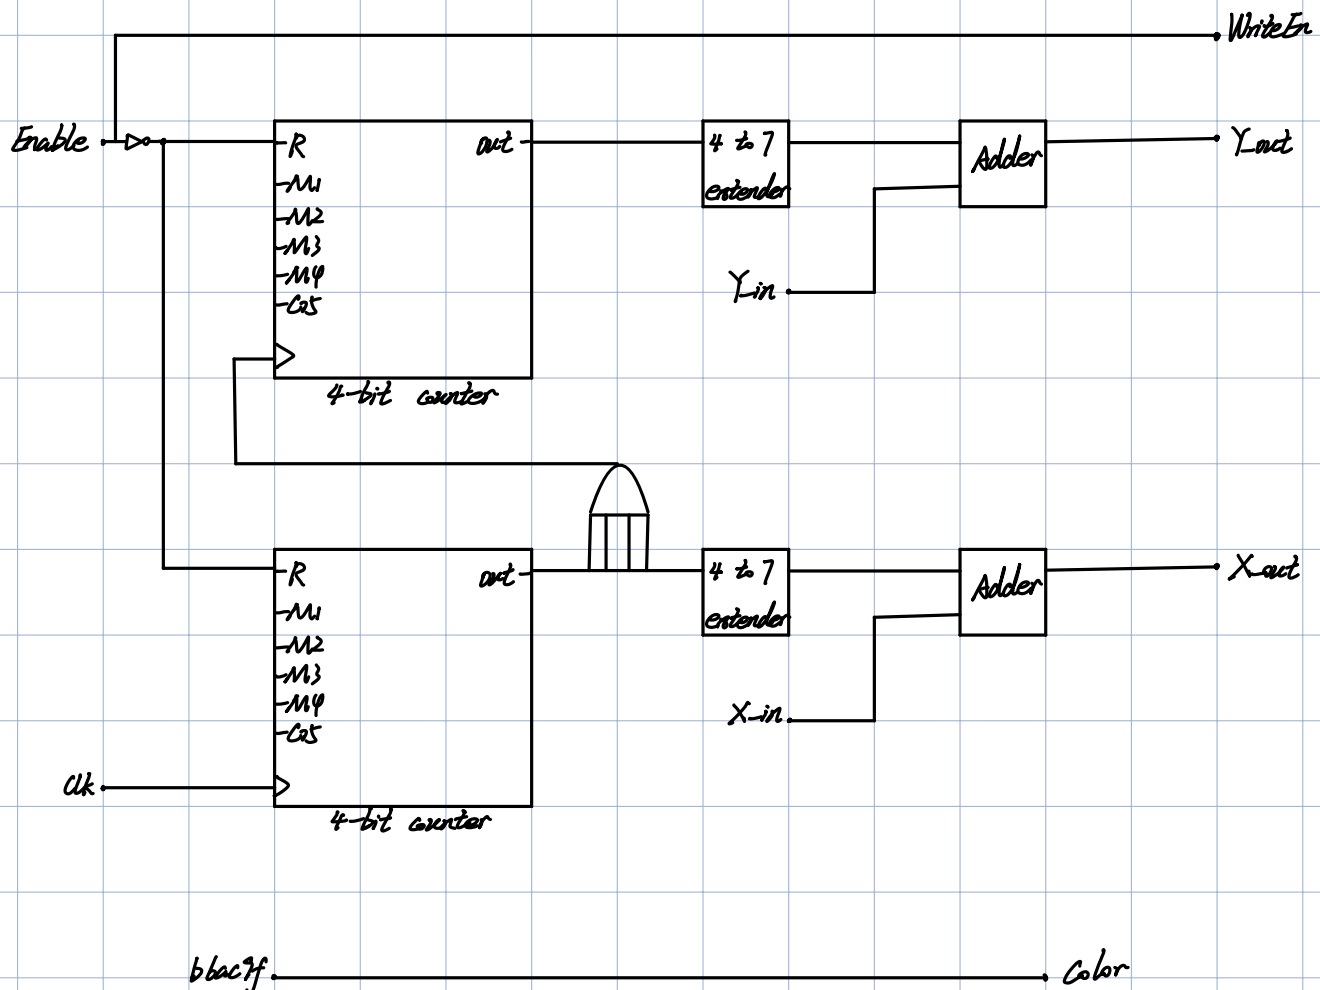 WriteEn
Enable
R
out
4 to 7
extender
Adder
Y_out
M1
M2
M3
M4
Y_in
4-bit counter
R
out
4 to 7
extender
Adder
X_out
M1
M2
M3
M4
X_in
Clk
4-bit counter
Color